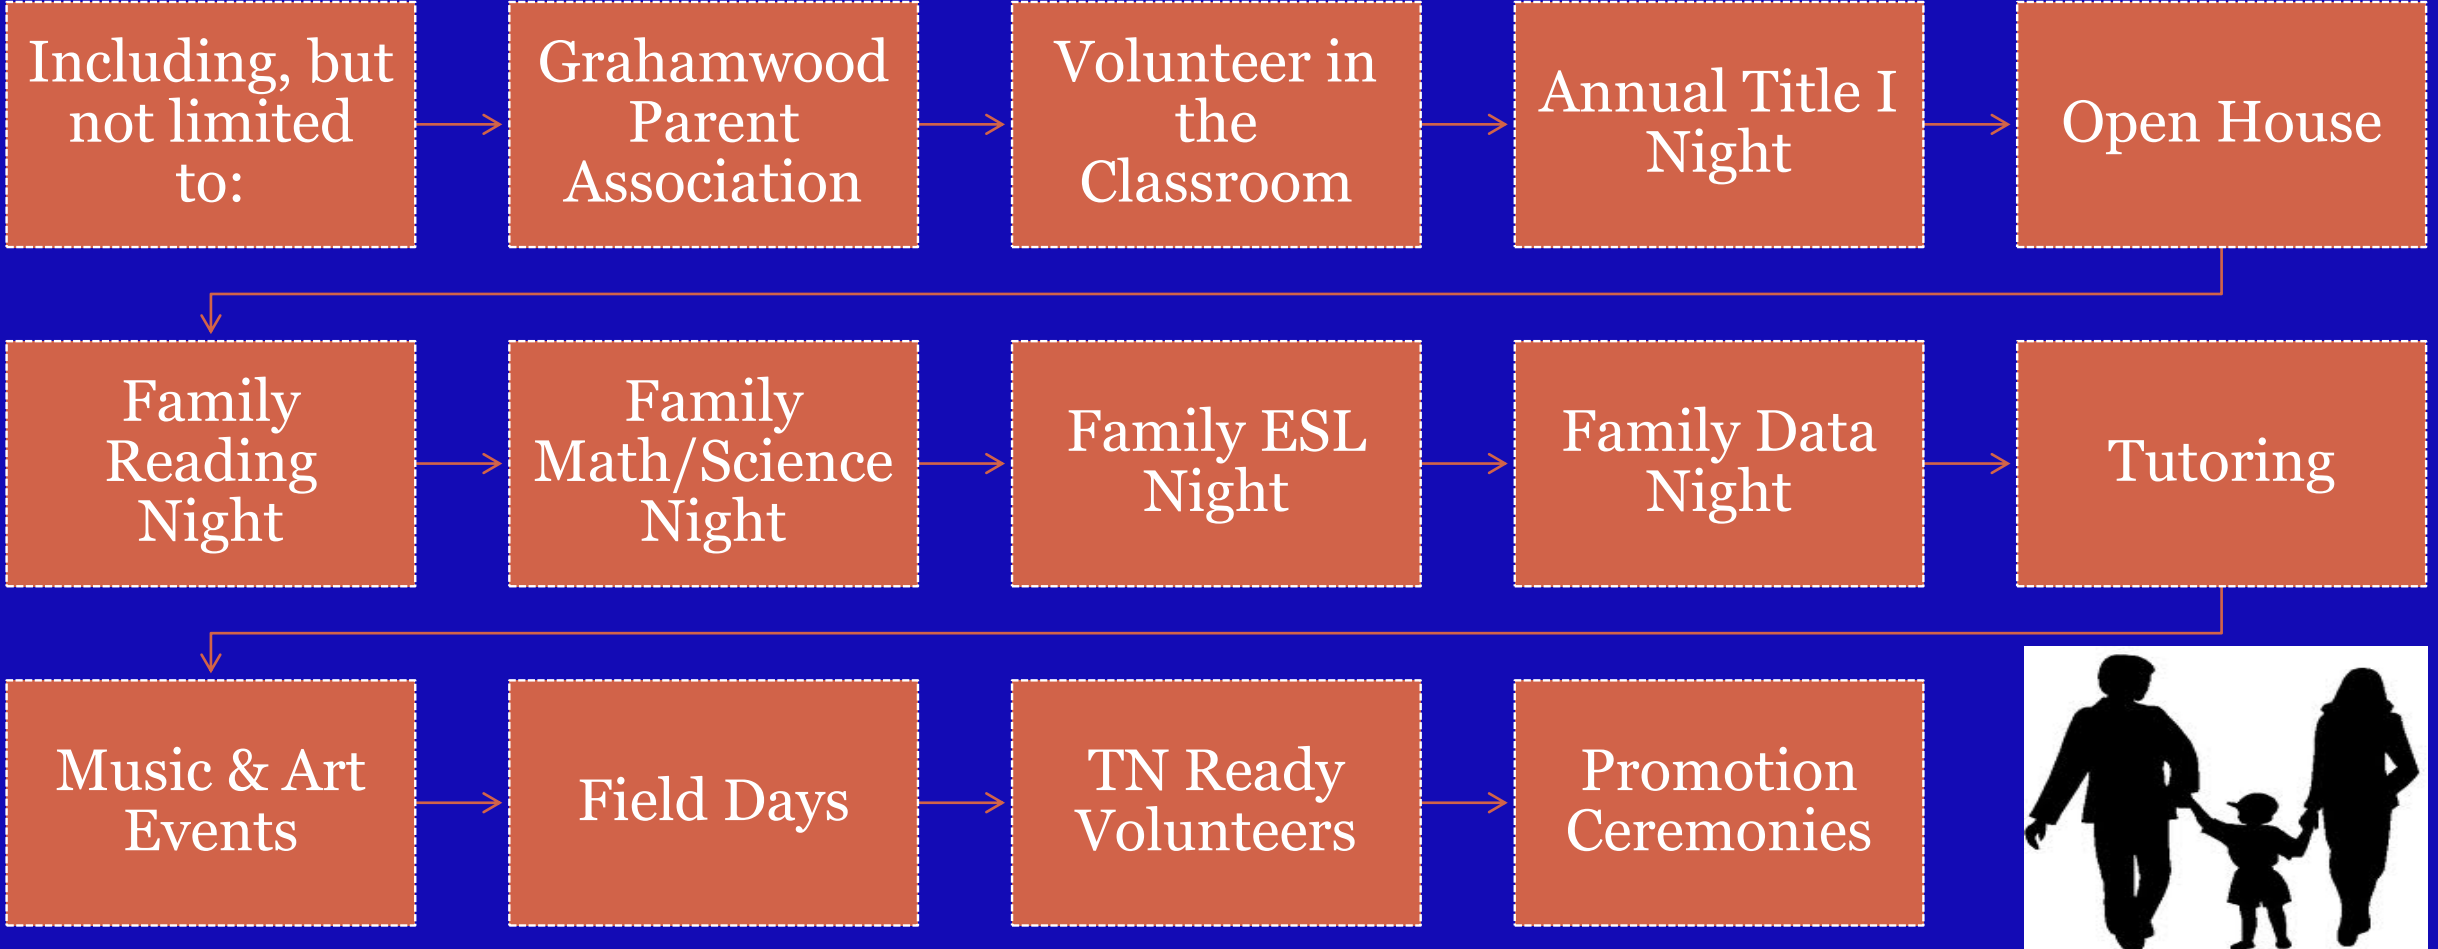 Including, but
not limited
to:
Grahamwood
Parent
Association
Volunteer in
the
Classroom
Annual Title I
Night
Open House
Family
Reading
Night
Family
Math/Science
Night
Family ESL
Night
Family Data
Night
Tutoring
Music & Art
Events
Field Days
TN Ready
Volunteers
Promotion
Ceremonies